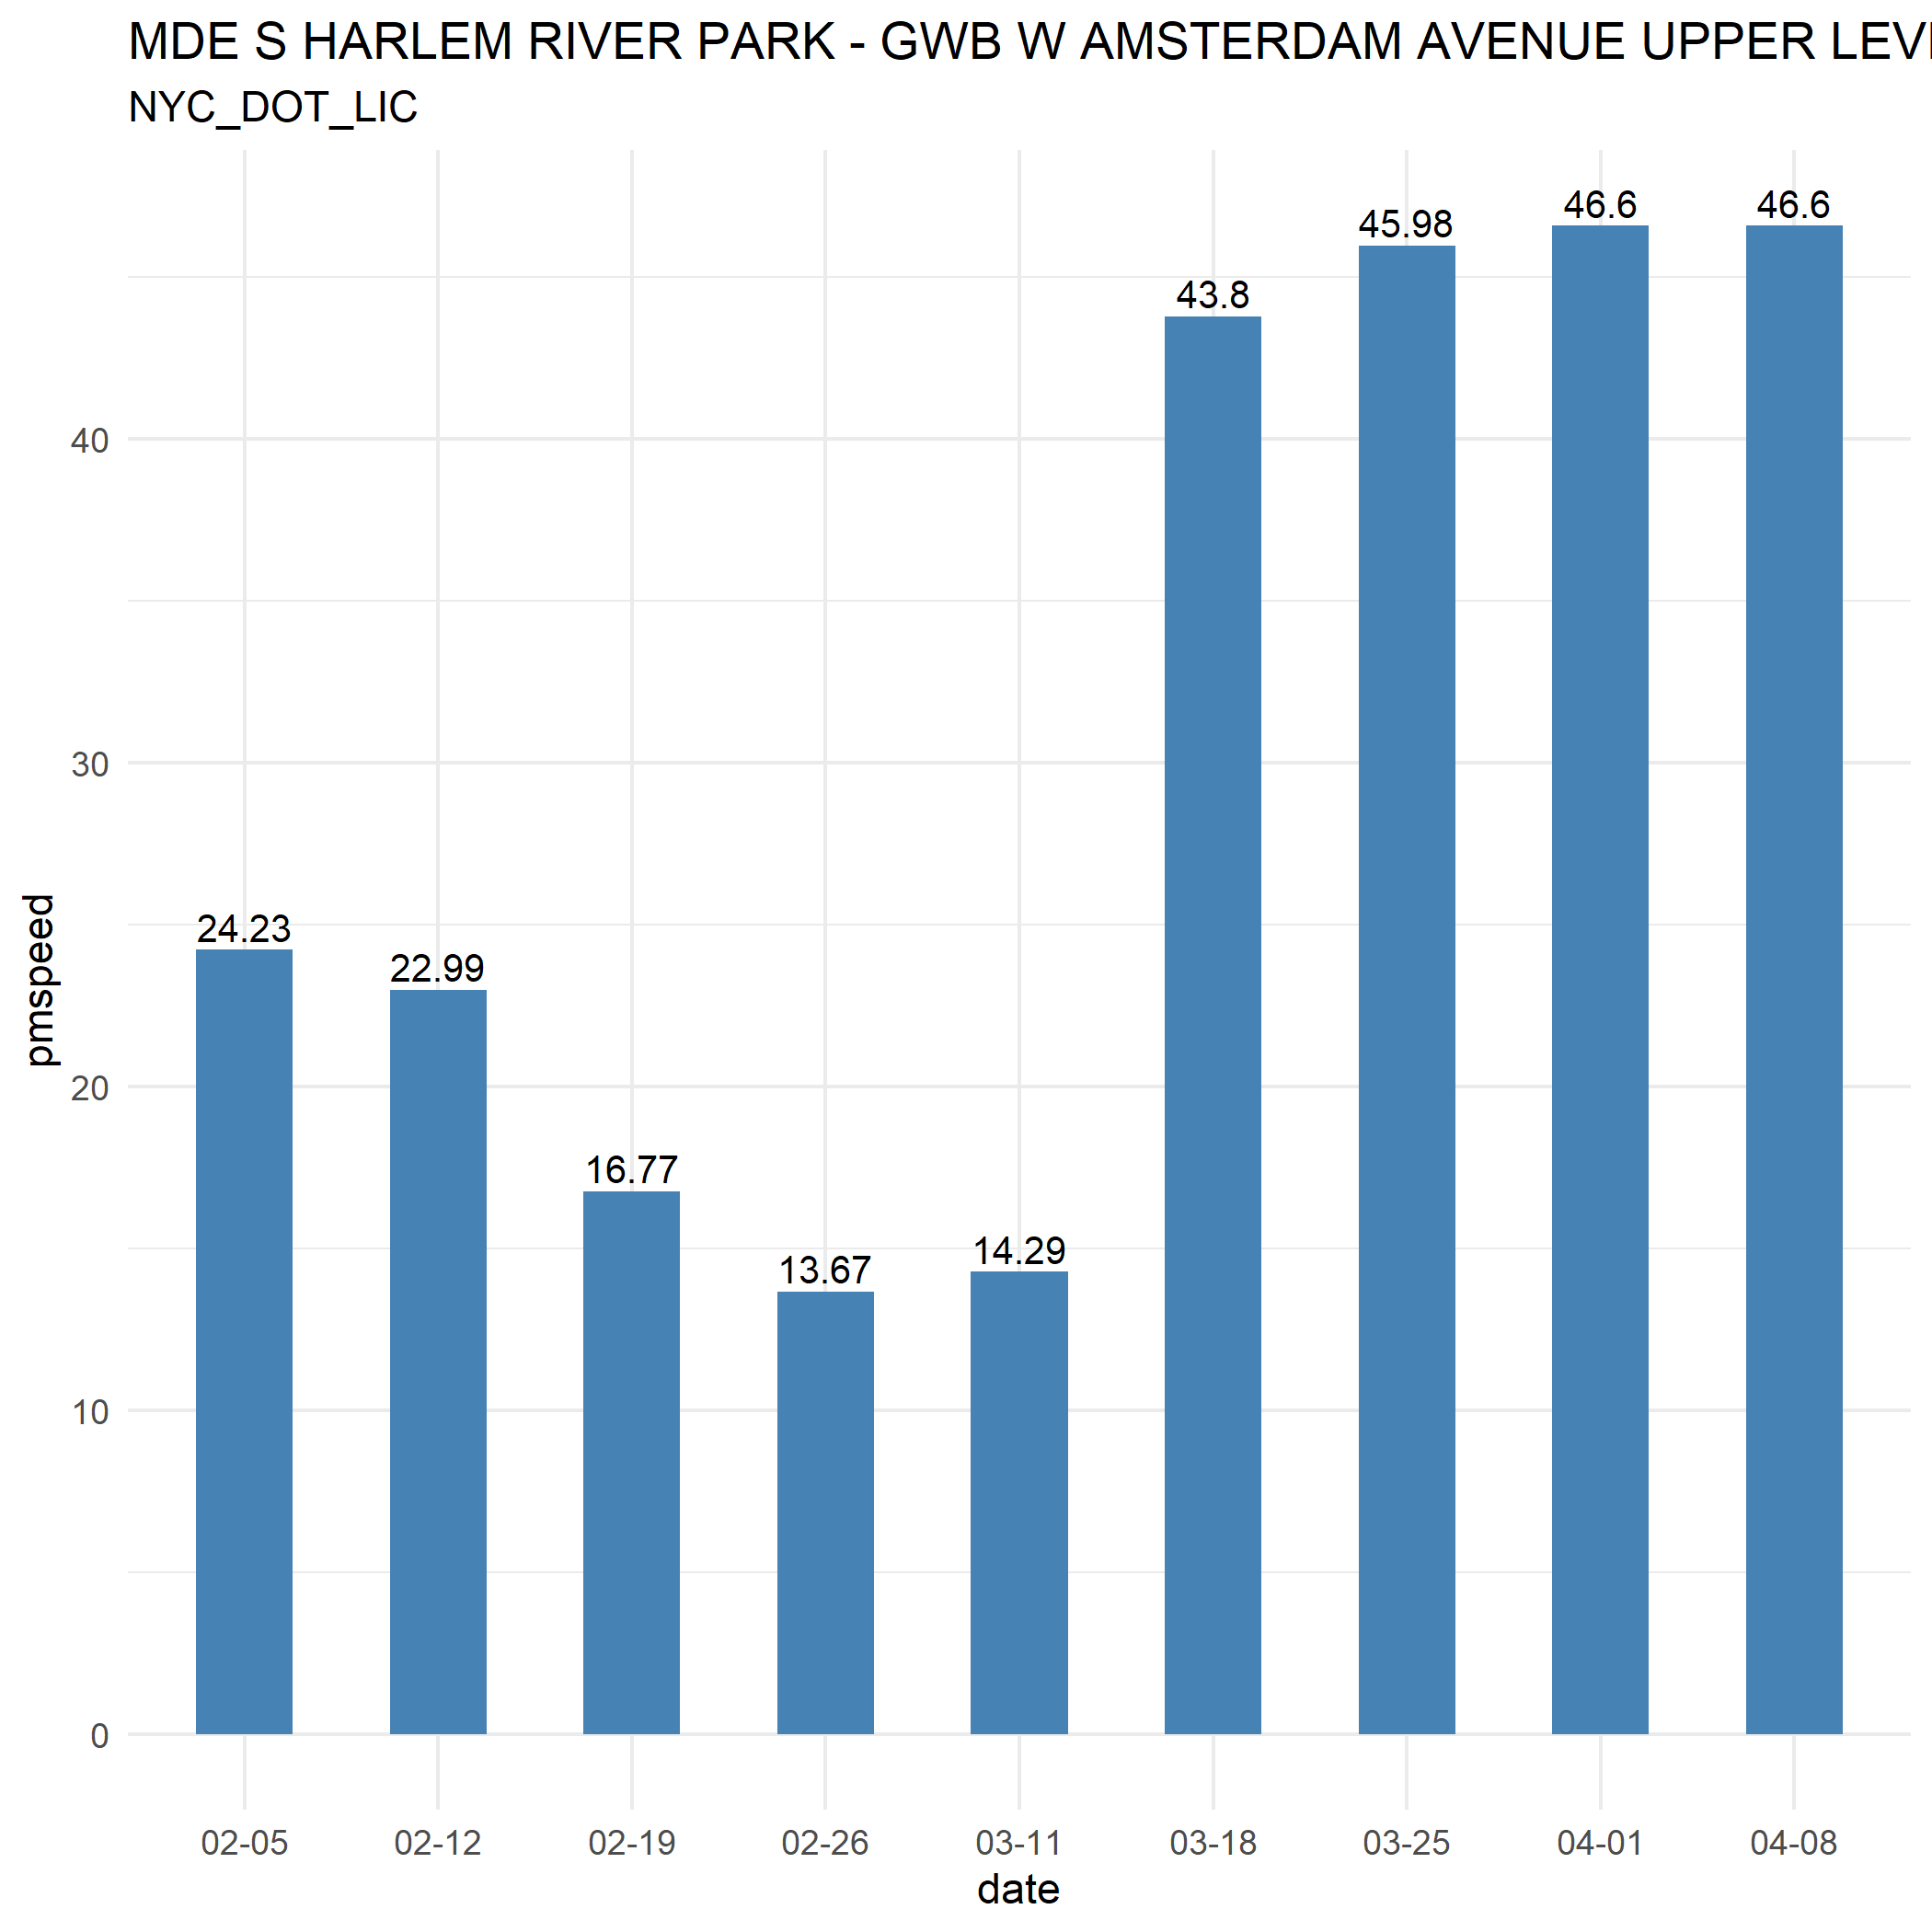 MDE S HARLEM RIVER PARK - GWB W AMSTERDAM AVENUE UPPER LEV
NYC_DOT_LIC
46.6 46.6
45.98
43.8
40
30
24.23
22.99
20
16.77
14.29
13.67
10
0
pmspeed
02-05 02-12 02-19 02-26 03-11 03-18 03-25 04-01 04-08
date